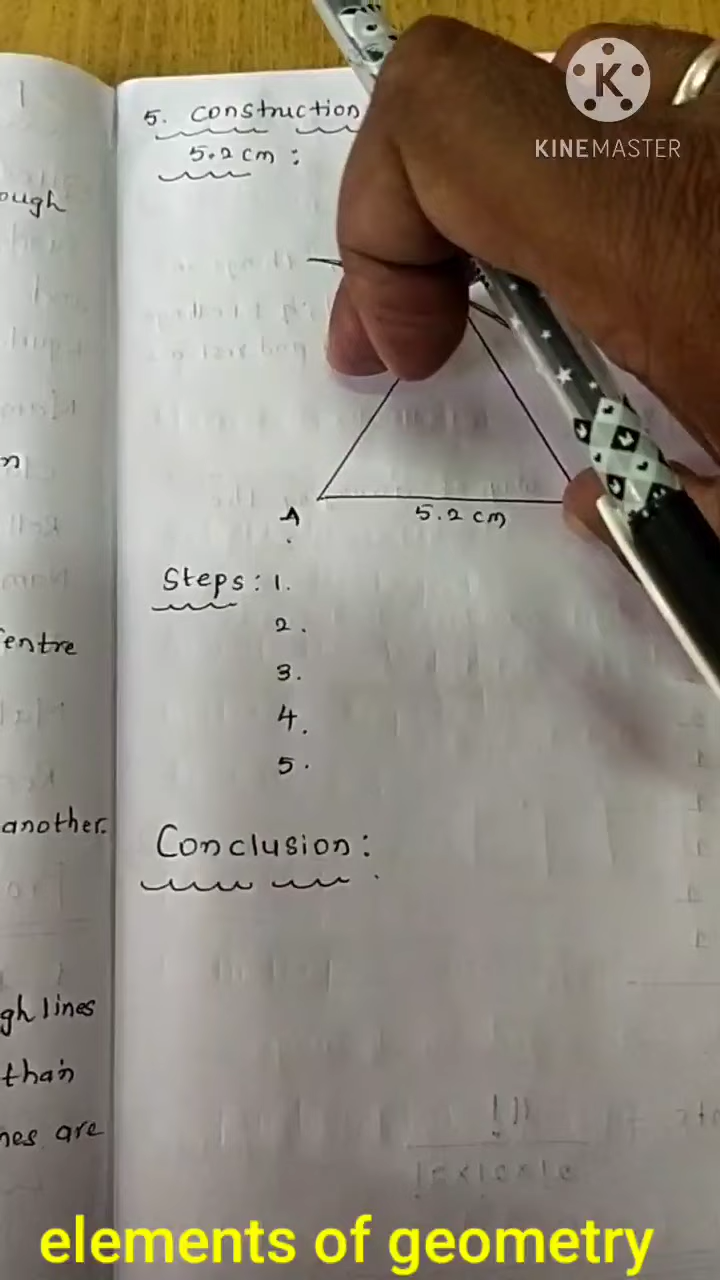 KINEMASTER
5. Construction
5.2 cm :
ough
n
A
5.2 cm
Steps : 1.
2.
3.
4.
5.
entre
another.
Conclusion :
gh lines
than
nes are
elements of geometry